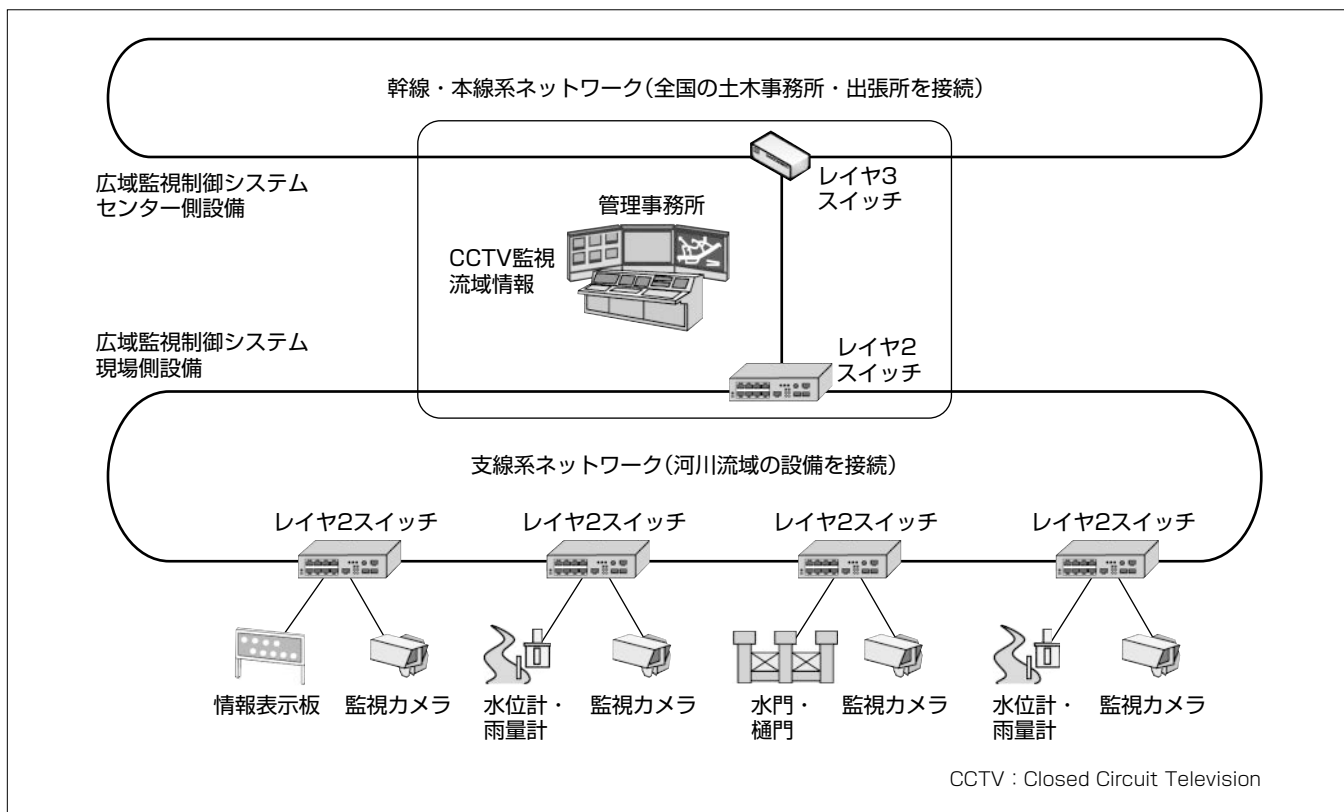 幹線・本線系ネットワーク(全国の土木事務所・出張所を接続)
広域監視制御システム
センター側設備
レイヤ3
スイッチ
管理事務所
CCTV監視
流域情報
広域監視制御システム
現場側設備
レイヤ2
スイッチ
支線系ネットワーク(河川流域の設備を接続)
レイヤ2スイッチ
レイヤ2スイッチ
レイヤ2スイッチ
レイヤ2スイッチ
情報表示板
監視カメラ
水位計・
雨量計
監視カメラ
水門・
樋門
監視カメラ
水位計・
雨量計
監視カメラ
CCTV:Closed Circuit Television